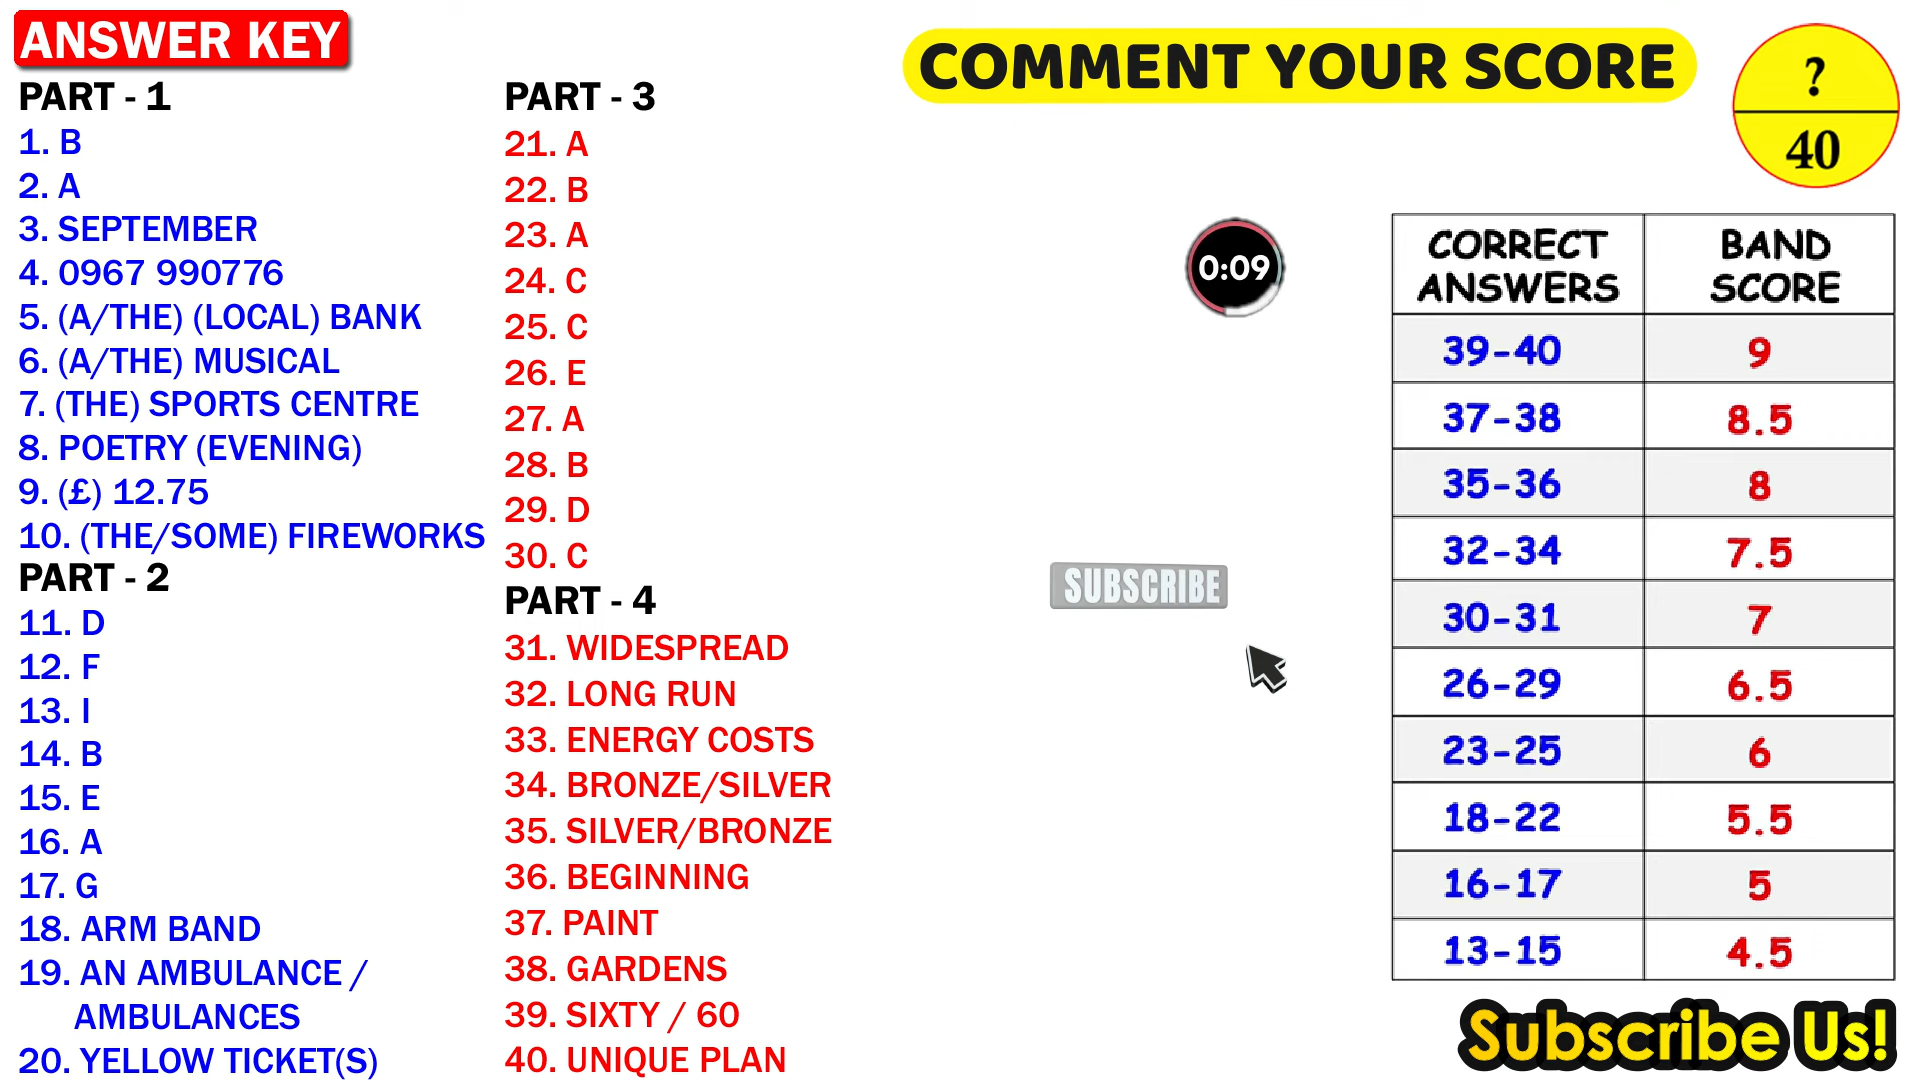 ANSWER KEY
PART - 1
1. B
2. A
3. SEPTEMBER
4. 0967 990776
5. (A/THE) (LOCAL) BANK
6. (A/THE) MUSICAL
7. (THE) SPORTS CENTRE
8. POETRY (EVENING)
9. (£) 12.75
10. (THE/SOME) FIREWORKS
PART - 2
11. D
12. F
13. I
14. B
15. E
16. A
17. G
18. ARM BAND
19. AN AMBULANCE /
AMBULANCES
20. YELLOW TICKET(S)
PART - 3
21. A
22. B
23. A
24. C
25. C
26. E
27. A
28. B
29. D
30. C
PART - 4
31. WIDESPREAD
32. LONG RUN
33. ENERGY COSTS
34. BRONZE/SILVER
35. SILVER/BRONZE
36. BEGINNING
37. PAINT
38. GARDENS
39. SIXTY / 60
40. UNIQUE PLAN
COMMENT YOUR SCORE
?
40
0:09
SUBSCRIBE
CORRECT ANSWERS BAND SCORE
39-40 9
37-38 8.5
35-36 8
32-34 7.5
30-31 7
26-29 6.5
23-25 6
18-22 5.5
16-17 5
13-15 4.5
Subscribe Us!